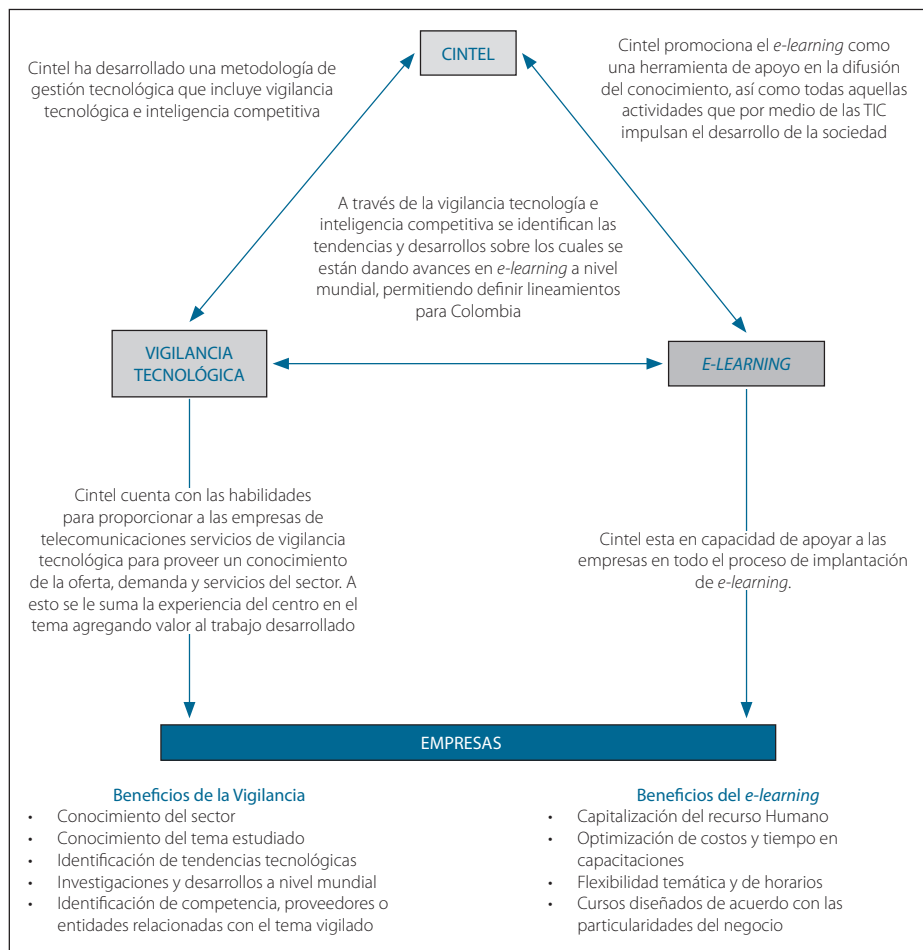 CINTEL
Cintel ha desarrollado una metodología de
gestión tecnológica que incluye vigilancia
tecnológica e inteligencia competitiva
Cintel promociona el e-learning como
una herramienta de apoyo en la difusión
del conocimiento, así como todas aquellas
actividades que por medio de las TIC
impulsan el desarrollo de la sociedad
A través de la vigilancia tecnología e
inteligencia competitiva se identifican las
tendencias y desarrollos sobre los cuales se
están dando avances en e-learning a nivel
mundial, permitiendo definir lineamientos
para Colombia
VIGILANCIA
TECNOLÓGICA
E-LEARNING
Cintel cuenta con las habilidades
para proporcionar a las empresas de
telecomunicaciones servicios de vigilancia
tecnológica para proveer un conocimiento
de la oferta, demanda y servicios del sector. A
esto se le suma la experiencia del centro en el
tema agregando valor al trabajo desarrollado
Cintel esta en capacidad de apoyar a las
empresas en todo el proceso de implantación
de e-learning.
EMPRESAS
Beneficios de la Vigilancia
• Conocimiento del sector
• Conocimiento del tema estudiado
• Identificación de tendencias tecnológicas
• Investigaciones y desarrollos a nivel mundial
• Identificación de competencia, proveedores o
entidades relacionadas con el tema vigilado
Beneficios del e-learning
• Capitalización del recurso Humano
• Optimización de costos y tiempo en
capacitaciones
• Flexibilidad temática y de horarios
• Cursos diseñados de acuerdo con las
particularidades del negocio